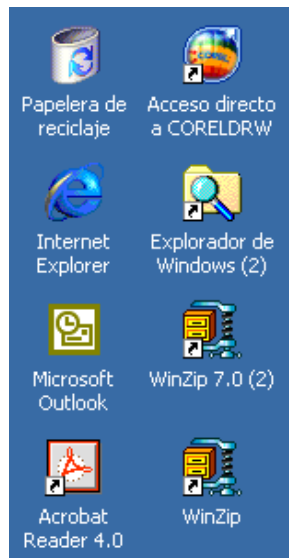 Papelera de
reciclaje
Acceso directo
a CORELDRW
Internet
Explorer
Explorador de
Windows (2)
Microsoft
Outlook
WinZip 7.0 (2)
Acrobat
Reader 4.0
WinZip